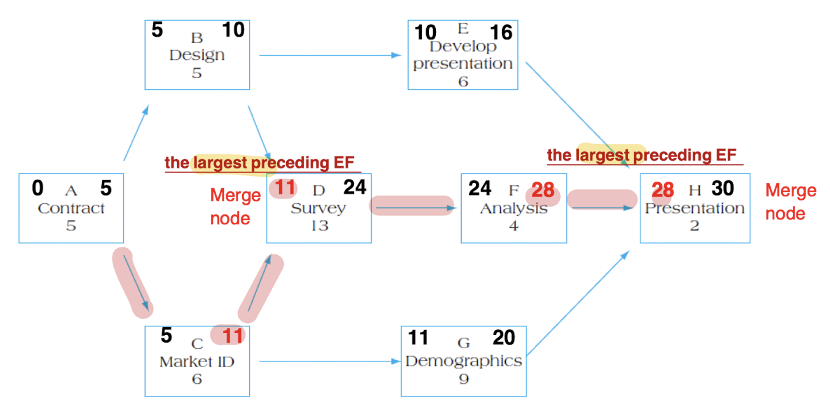 5 B 10
Design
5
10 E 16
Develop
presentation
6
the largest preceding EF
the largest preceding EF
0 A 5
Contract
5
Merge
node
11 D 24
Survey
13
24 F 28
Analysis
4
28 H 30
Presentation
2
Merge
node
5 C 11
Market ID
6
11 G 20
Demographics
9